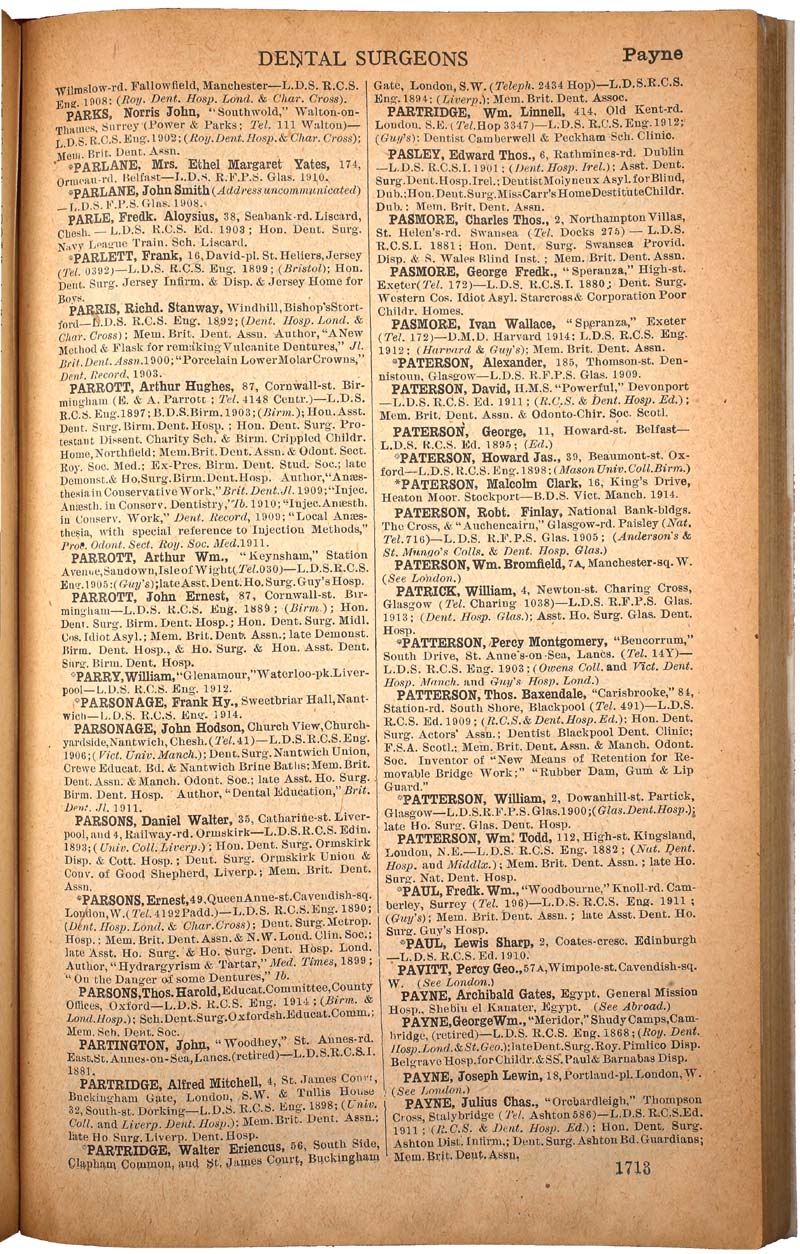 DENTAL SURGEONS
Payne
Wilmslow-rd. Fallowfield, Manchester—L.D.S. R.C.S.
Eng. 1908; (Roy. Dent. Hosp. Lond. & Char. Cross).
PARKS, Norris John, "Southwold," Walton-on-
Thames, Surrey (Power & Parks; Tel. 111 Walton)—
L.D.S. R.C.S. Eng. 1902; (Roy. Dent. Hosp. & Char. Cross);
Mem. Brit. Dent. Assn.
*PARLANE, Mrs. Ethel Margaret Yates, 174,
Ormeau-rd. Belfast—L.D.S. R.F.P.S. Glas. 1910.
*PARLANE, John Smith (Address uncommunicated)
—L.D.S. F.P.S. Glas. 1908.
PARLE, Fredk. Aloysius, 38, Seabank-rd. Liscard,
Chesh.—L.D.S. R.C.S. Ed. 1903; Hon. Dent. Surg.
Navy League Train. Sch. Liscard.
*PARLETT, Frank, 16, David-pl. St. Heliers, Jersey
(Tel. 0392)—L.D.S. R.C.S. Eng. 1899; (Bristol); Hon.
Dent. Surg. Jersey Infirm. & Disp. & Jersey Home for
Boys.
PARRIS, Richd. Stanway, Windhill, Bishop's Stort-
ford—L.D.S. R.C.S. Eng. 1892; (Dent. Hosp. Lond. &
Char. Cross); Mem. Brit. Dent. Assn. Author, "A New
Method & Flask for remaking Vulcanite Dentures," Jl.
Brit. Dent. Assn. 1900; "Porcelain Lower Molar Crowns,"
Dent. Record, 1903.
PARROTT, Arthur Hughes, 87, Cornwall-st. Bir-
mingham (E. & A. Parrott; Tel. 4148 Centr.)—L.D.S.
R.C.S. Eng. 1897; B.D.S. Birm. 1903; (Birm.); Hon. Asst.
Dent. Surg. Birm. Dent. Hosp.; Hon. Dent. Surg. Pro-
testant Dissent. Charity Sch. & Birm. Crippled Childr.
Home, Northfield; Mem. Brit. Dent. Assn. & Odont. Sect.
Roy. Soc. Med.; Ex-Pres. Birm. Dent. Stud. Soc.; late
Demonst. & Ho. Surg. Birm. Dent. Hosp. Author, "Anæs-
thesia in Conservative Work," Brit. Dent. Jl. 1909; "Injec.
Anæsth. in Conserv. Dentistry," Ib. 1910; "Injec. Anæsth.
in Conserv. Work," Dent. Record, 1909; "Local Anæs-
thesia, with special reference to Injection Methods,"
Proc. Odont. Sect. Roy. Soc. Med. 1911.
PARROTT, Arthur Wm., "Keynsham," Station
Avenue, Sandown, Isle of Wight (Tel. 030)—L.D.S. R.C.S.
Eng. 1905; (Guy's); late Asst. Dent. Ho. Surg. Guy's Hosp.
PARROTT, John Ernest, 87, Cornwall-st. Bir-
mingham—L.D.S. R.C.S. Eng. 1889; (Birm.); Hon.
Dent. Surg. Birm. Dent. Hosp.; Hon. Dent. Surg. Midl.
Cos. Idiot Asyl.; Mem. Brit. Dent. Assn.; late Demonst.
Birm. Dent. Hosp., & Ho. Surg. & Hon. Asst. Dent.
Surg. Birm. Dent. Hosp.
*PARRY, William, "Glenamour," Waterloo-pk. Liver-
pool—L.D.S. R.C.S. Eng. 1912.
*PARSONAGE, Frank Hy., Sweetbriar Hall, Nant-
wich—L.D.S. R.C.S. Eng. 1914.
PARSONAGE, John Hodson, Church View, Church-
yardside, Nantwich, Chesh. (Tel. 41)—L.D.S. R.C.S. Eng.
1906; (Vict. Univ. Manch.); Dent. Surg. Nantwich Union,
Crewe Educat. Bd. & Nantwich Brine Baths; Mem. Brit.
Dent. Assn. & Manch. Odont. Soc.; late Asst. Ho. Surg.
Birm. Dent. Hosp. Author, "Dental Education," Brit.
Dent. Jl. 1911.
PARSONS, Daniel Walter, 35, Catharine-st. Liver-
pool, and 4, Railway-rd. Ormskirk—L.D.S. R.C.S. Edin.
1893; (Univ. Coll. Liverp.); Hon. Dent. Surg. Ormskirk
Disp. & Cott. Hosp.; Dent. Surg. Ormskirk Union &
Conv. of Good Shepherd, Liverp.; Mem. Brit. Dent.
Assn.
*PARSONS, Ernest, 49, Queen Anne-st. Cavendish-sq.
London, W. (Tel. 4192 Padd.)—L.D.S. R.C.S. Eng. 1890;
(Dent. Hosp. Lond. & Char. Cross); Dent. Surg. Metrop.
Hosp.; Mem. Brit. Dent. Assn. & N.W. Lond. Clin. Soc.;
late Asst. Ho. Surg. & Ho. Surg. Dent. Hosp. Lond.
Author, "Hydrargyrism & Tartar," Med. Times, 1899;
"On the Danger of some Dentures," Ib.
PARSONS, Thos. Harold, Educat. Committee, County
Offices, Oxford—L.D.S. R.C.S. Eng. 1914; (Birm. &
Lond. Hosp.); Sch. Dent. Surg. Oxfordsh. Educat. Comm.;
Mem. Sch. Dent. Soc.
PARTINGTON, John, "Woodhey," St. Annes-rd.
East, St. Annes-on-Sea, Lancs. (retired)—L.D.S. R.C.S.I.
1881.
PARTRIDGE, Alfred Mitchell, 4, St. James Court,
Buckingham Gate, London, S.W. & Tullis House
32, South-st. Dorking—L.D.S. R.C.S. Eng. 1898; (Univ.
Coll. and Liverp. Dent. Hosp.); Mem. Brit. Dent. Assn.;
late Ho. Surg. Liverp. Dent. Hosp.
*PARTRIDGE, Walter Eriencus, 56, South Side,
Clapham Common, and St. James Court, Buckingham
Gate, London, S.W. (Teleph. 2434 Hop)—L.D.S. R.C.S.
Eng. 1894; (Liverp.); Mem. Brit. Dent. Assoc.
PARTRIDGE, Wm. Linnell, 414, Old Kent-rd.
London, S.E. (Tel. Hop 3347)—L.D.S. R.C.S. Eng. 1912;
(Guy's); Dentist Camberwell & Peckham Sch. Clinic.
PASLEY, Edward Thos., 6, Rathmines-rd. Dublin
—L.D.S. R.C.S.I. 1901; (Dent. Hosp. Irel.); Asst. Dent.
Surg. Dent. Hosp. Irel.; Dentist Molyneux Asyl. for Blind,
Dub.; Hon. Dent. Surg. Miss Carr's Home Destitute Childr.
Dub.; Mem. Brit. Dent. Assn.
PASMORE, Charles Thos., 2, Northampton Villas,
St. Helen's-rd. Swansea (Tel. Docks 275)—L.D.S.
R.C.S.I. 1881; Hon. Dent. Surg. Swansea Provid.
Disp. & S. Wales Blind Inst.; Mem. Brit. Dent. Assn.
PASMORE, George Fredk., "Speranza," High-st.
Exeter (Tel. 172)—L.D.S. R.C.S.I. 1880; Dent. Surg.
Western Cos. Idiot Asyl. Starcross & Corporation Poor
Childr. Homes.
PASMORE, Ivan Wallace, "Speranza," Exeter
(Tel. 172)—D.M.D. Harvard 1914; L.D.S. R.C.S. Eng.
1912; (Harvard & Guy's); Mem. Brit. Dent. Assn.
*PATERSON, Alexander, 185, Thomson-st. Den-
nistoun, Glasgow—L.D.S. R.F.P.S. Glas. 1909.
PATERSON, David, H.M.S. "Powerful," Devonport
—L.D.S. R.C.S. Ed. 1911; (R.C.S. & Dent. Hosp. Ed.);
Mem. Brit. Dent. Assn. & Odonto-Chir. Soc. Scotl.
PATERSON, George, 11, Howard-st. Belfast—
L.D.S. R.C.S. Ed. 1895; (Ed.)
*PATERSON, Howard Jas., 39, Beaumont-st. Ox-
ford—L.D.S. R.C.S. Eng. 1898; (Mason Univ. Coll. Birm.)
*PATERSON, Malcolm Clark, 16, King's Drive,
Heaton Moor, Stockport—B.D.S. Vict. Manch. 1914.
PATERSON, Robt. Finlay, National Bank-bldgs.
The Cross, & "Auchencairn," Glasgow-rd. Paisley (Nat.
Tel. 716)—L.D.S. R.F.P.S. Glas. 1905; (Anderson's &
St. Mungo's Colls. & Dent. Hosp. Glas.)
PATERSON, Wm. Bromfield, 7A, Manchester-sq. W.
(See London.)
PATRICK, William, 4, Newton-st. Charing Cross,
Glasgow (Tel. Charing 1038)—L.D.S. R.F.P.S. Glas.
1913; (Dent. Hosp. Glas.); Asst. Ho. Surg. Glas. Dent.
Hosp.
*PATTERSON, Percy Montgomery, "Bencorrum,"
South Drive, St. Anne's-on-Sea, Lancs. (Tel. 14Y)—
L.D.S. R.C.S. Eng. 1903; (Owens Coll. and Vict. Dent.
Hosp. Manch. and Guy's Hosp. Lond.)
PATTERSON, Thos. Baxendale, "Carisbrooke," 84,
Station-rd. South Shore, Blackpool (Tel. 491)—L.D.S.
R.C.S. Ed. 1909; (R.C.S. & Dent. Hosp. Ed.); Hon. Dent.
Surg. Actors' Assn.; Dentist Blackpool Dent. Clinic;
F.S.A. Scotl.; Mem. Brit. Dent. Assn. & Manch. Odont.
Soc. Inventor of "New Means of Retention for Re-
movable Bridge Work;" "Rubber Dam, Gum & Lip
Guard."
*PATTERSON, William, 2, Dowanhill-st. Partick,
Glasgow—L.D.S. R.F.P.S. Glas. 1900; (Glas. Dent. Hosp.);
late Ho. Surg. Glas. Dent. Hosp.
PATTERSON, Wm. Todd, 112, High-st. Kingsland,
London, N.E.—L.D.S. R.C.S. Eng. 1882; (Nat. Dent.
Hosp. and Middlx.); Mem. Brit. Dent. Assn.; late Ho.
Surg. Nat. Dent. Hosp.
*PAUL, Fredk. Wm., "Woodbourne," Knoll-rd. Cam-
berley, Surrey (Tel. 196)—L.D.S. R.C.S. Eng. 1911;
(Guy's); Mem. Brit. Dent. Assn.; late Asst. Dent. Ho.
Surg. Guy's Hosp.
*PAUL, Lewis Sharp, 2, Coates-cresc. Edinburgh
—L.D.S. R.C.S. Ed. 1910.
PAVITT, Percy Geo., 57A, Wimpole-st. Cavendish-sq.
W. (See London.)
PAYNE, Archibald Gates, Egypt. General Mission
Hosp., Shebin el Kanater, Egypt. (See Abroad.)
PAYNE, George Wm., "Meridor," Shudy Camps, Cam-
bridge, (retired)—L.D.S. R.C.S. Eng. 1868; (Roy. Dent.
Hosp. Lond. & St. Geo.); late Dent. Surg. Roy. Pimlico Disp.
Belgrave Hosp. for Childr. & SS. Paul & Barnabas Disp.
PAYNE, Joseph Lewin, 18, Portland-pl. London, W.
(See London.)
PAYNE, Julius Chas., "Orchardleigh," Thompson
Cross, Stalybridge (Tel. Ashton 586)—L.D.S. R.C.S. Ed.
1911; (R.C.S. & Dent. Hosp. Ed.); Hon. Dent. Surg.
Ashton Dist. Infirm.; Dent. Surg. Ashton Bd. Guardians;
Mem. Brit. Dent. Assn.
1713